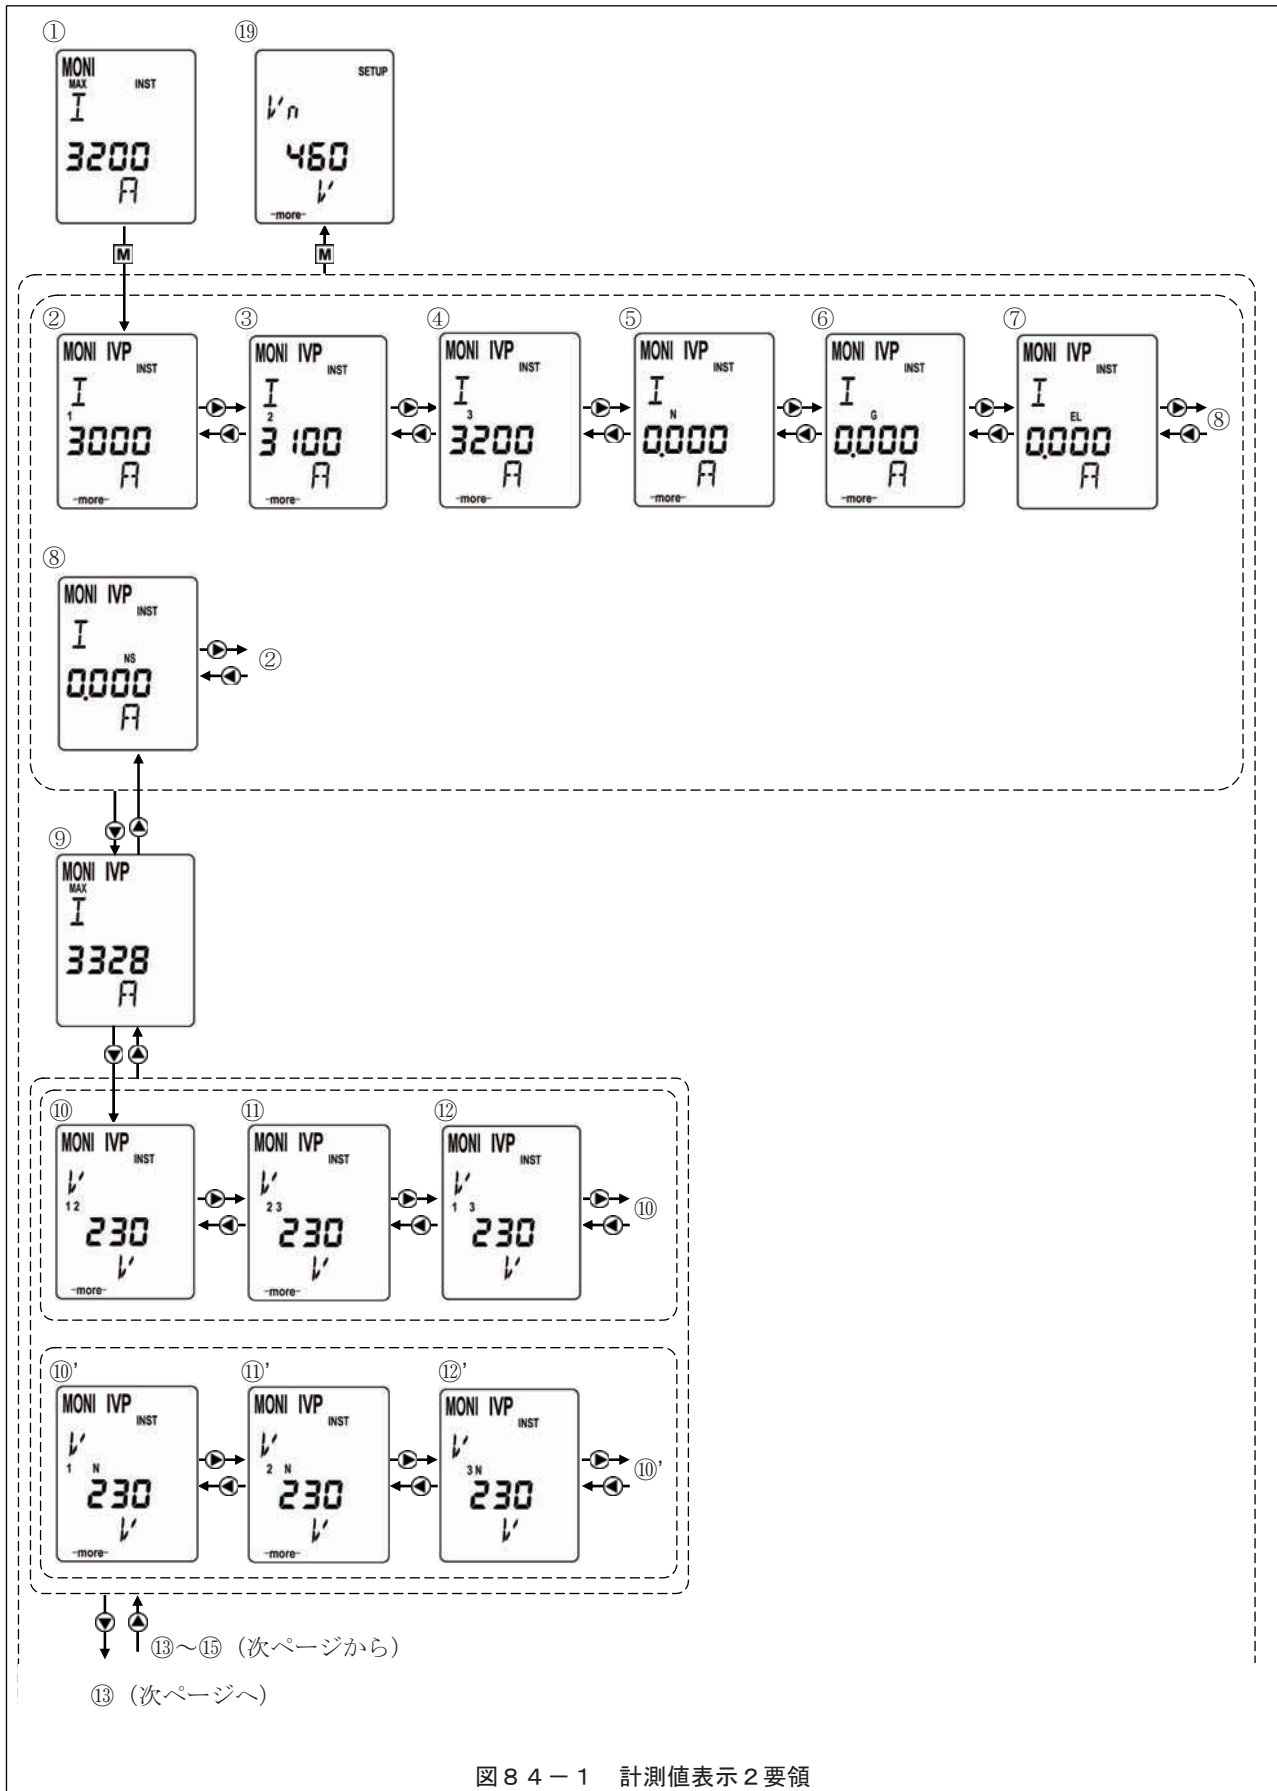 ① ⑲
MONI
MAX INST
I
3200
A
SETUP
Vn
460
V
-more-
M M
② ③ ④ ⑤ ⑥ ⑦
MONI IVP
INST
I
1
3000
A
-more-
MONI IVP
INST
I
2
3100
A
-more-
MONI IVP
INST
I
3
3200
A
-more-
MONI IVP
INST
I
N
0.000
A
-more-
MONI IVP
INST
I
G
0.000
A
-more-
MONI IVP
INST
I
EL
0.000
A
⑧
⑧
MONI IVP
INST
I
NS
0.000
A
②
⑨
MONI IVP
MAX
I
3328
A
⑩ ⑪ ⑫
MONI IVP
INST
V
1 2
230
V
-more-
MONI IVP
INST
V
2 3
230
V
-more-
MONI IVP
INST
V
1 3
230
V
⑩
⑩' ⑪' ⑫'
MONI IVP
INST
V
1 N
230
V
-more-
MONI IVP
INST
V
2 N
230
V
-more-
MONI IVP
INST
V
3 N
230
V
⑩'
⑬～⑮（次ページから）
⑬（次ページへ）
図８４－１ 計測値表示２要領